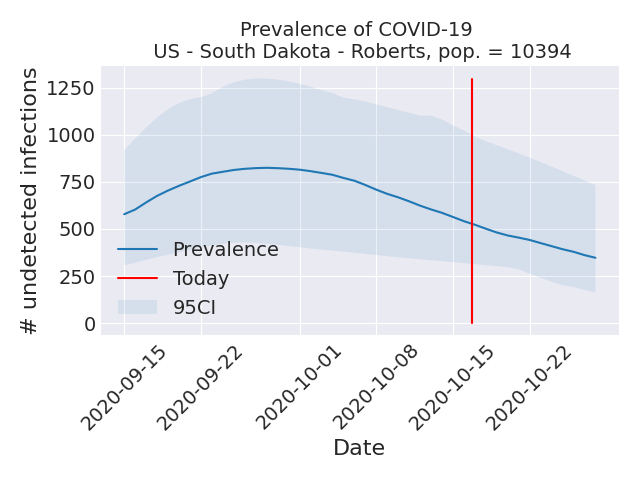 Prevalence of COVID-19
US - South Dakota - Roberts, pop. = 10394
# undetected infections
1250
1000
750
500
250
0
Prevalence
Today
95CI
2020-09-15
2020-09-22
2020-10-01
2020-10-08
2020-10-15
2020-10-22
Date